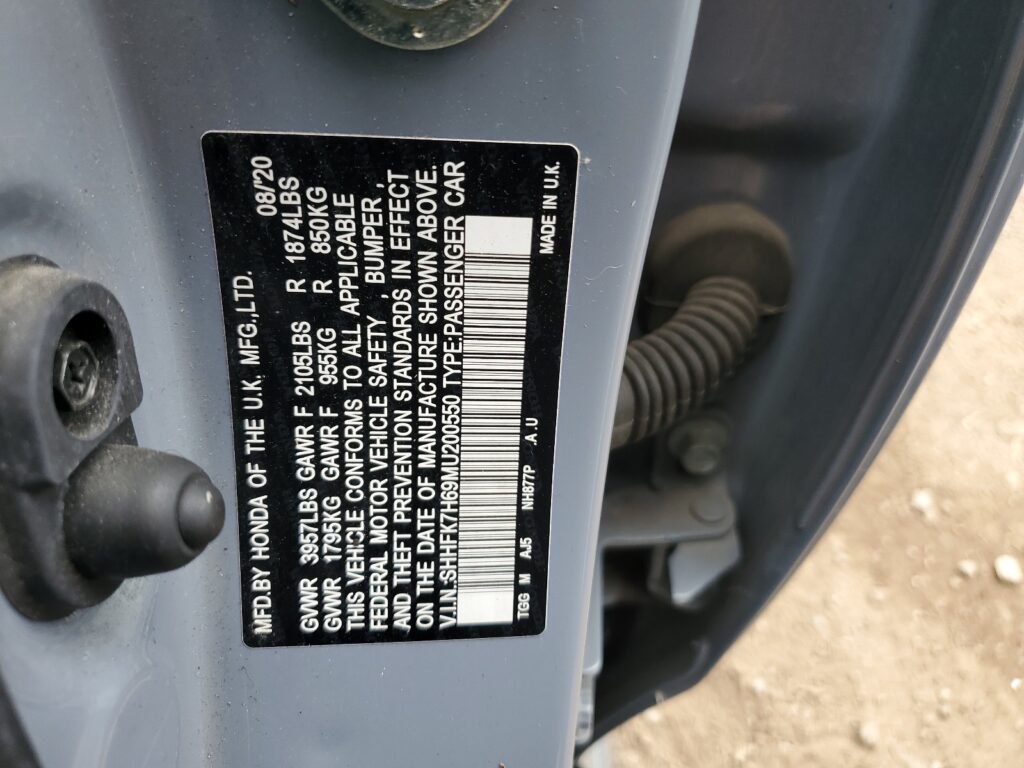 MFD.BY HONDA OF THE U.K. MFG.,LTD. 08/'20
GVWR 3957LBS GAWR F 2105LBS R 1874LBS
GVWR 1795KG GAWR F 955KG R 850KG
THIS VEHICLE CONFORMS TO ALL APPLICABLE
FEDERAL MOTOR VEHICLE SAFETY, BUMPER,
AND THEFT PREVENTION STANDARDS IN EFFECT
ON THE DATE OF MANUFACTURE SHOWN ABOVE.
V.I.N.:SHHFK7H69MU200550 TYPE:PASSENGER CAR
TGG M AJ5 NH877P .A.U MADE IN U.K.